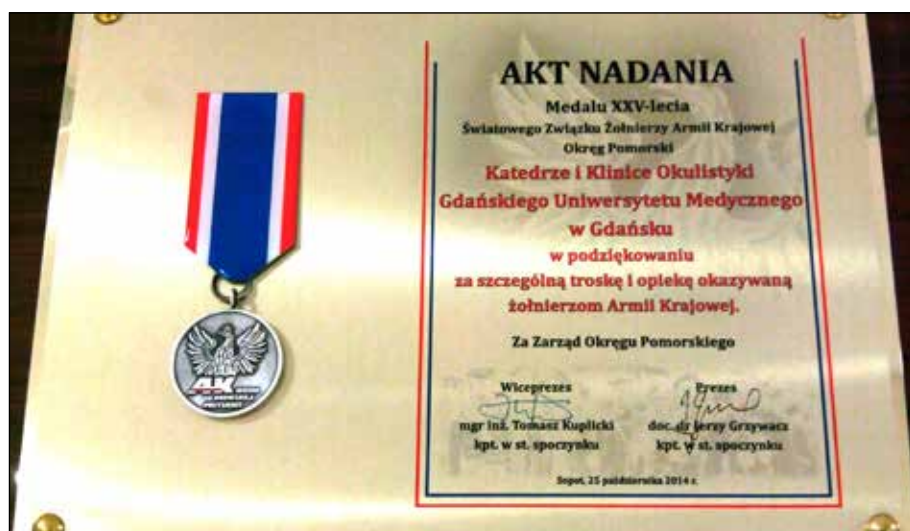 AKT NADANIA
Medalu XXV-lecia
Światowego Związku Żołnierzy Armii Krajowej
Okręg Pomorski
Katedrze i Klinice Okulistyki
Gdańskiego Uniwersytetu Medycznego
w Gdańsku
w podziękowaniu
za szczególną troskę i opiekę okazywaną
żołnierzom Armii Krajowej.
Za Zarząd Okręgu Pomorskiego
Wiceprezes
mgr inż. Tomasz Kuplicki
kpt. w st. spoczynku
Prezes
doc. dr Jerzy Grzywacz
kpt. w st. spoczynku
Sopot, 25 października 2014 r.
AK